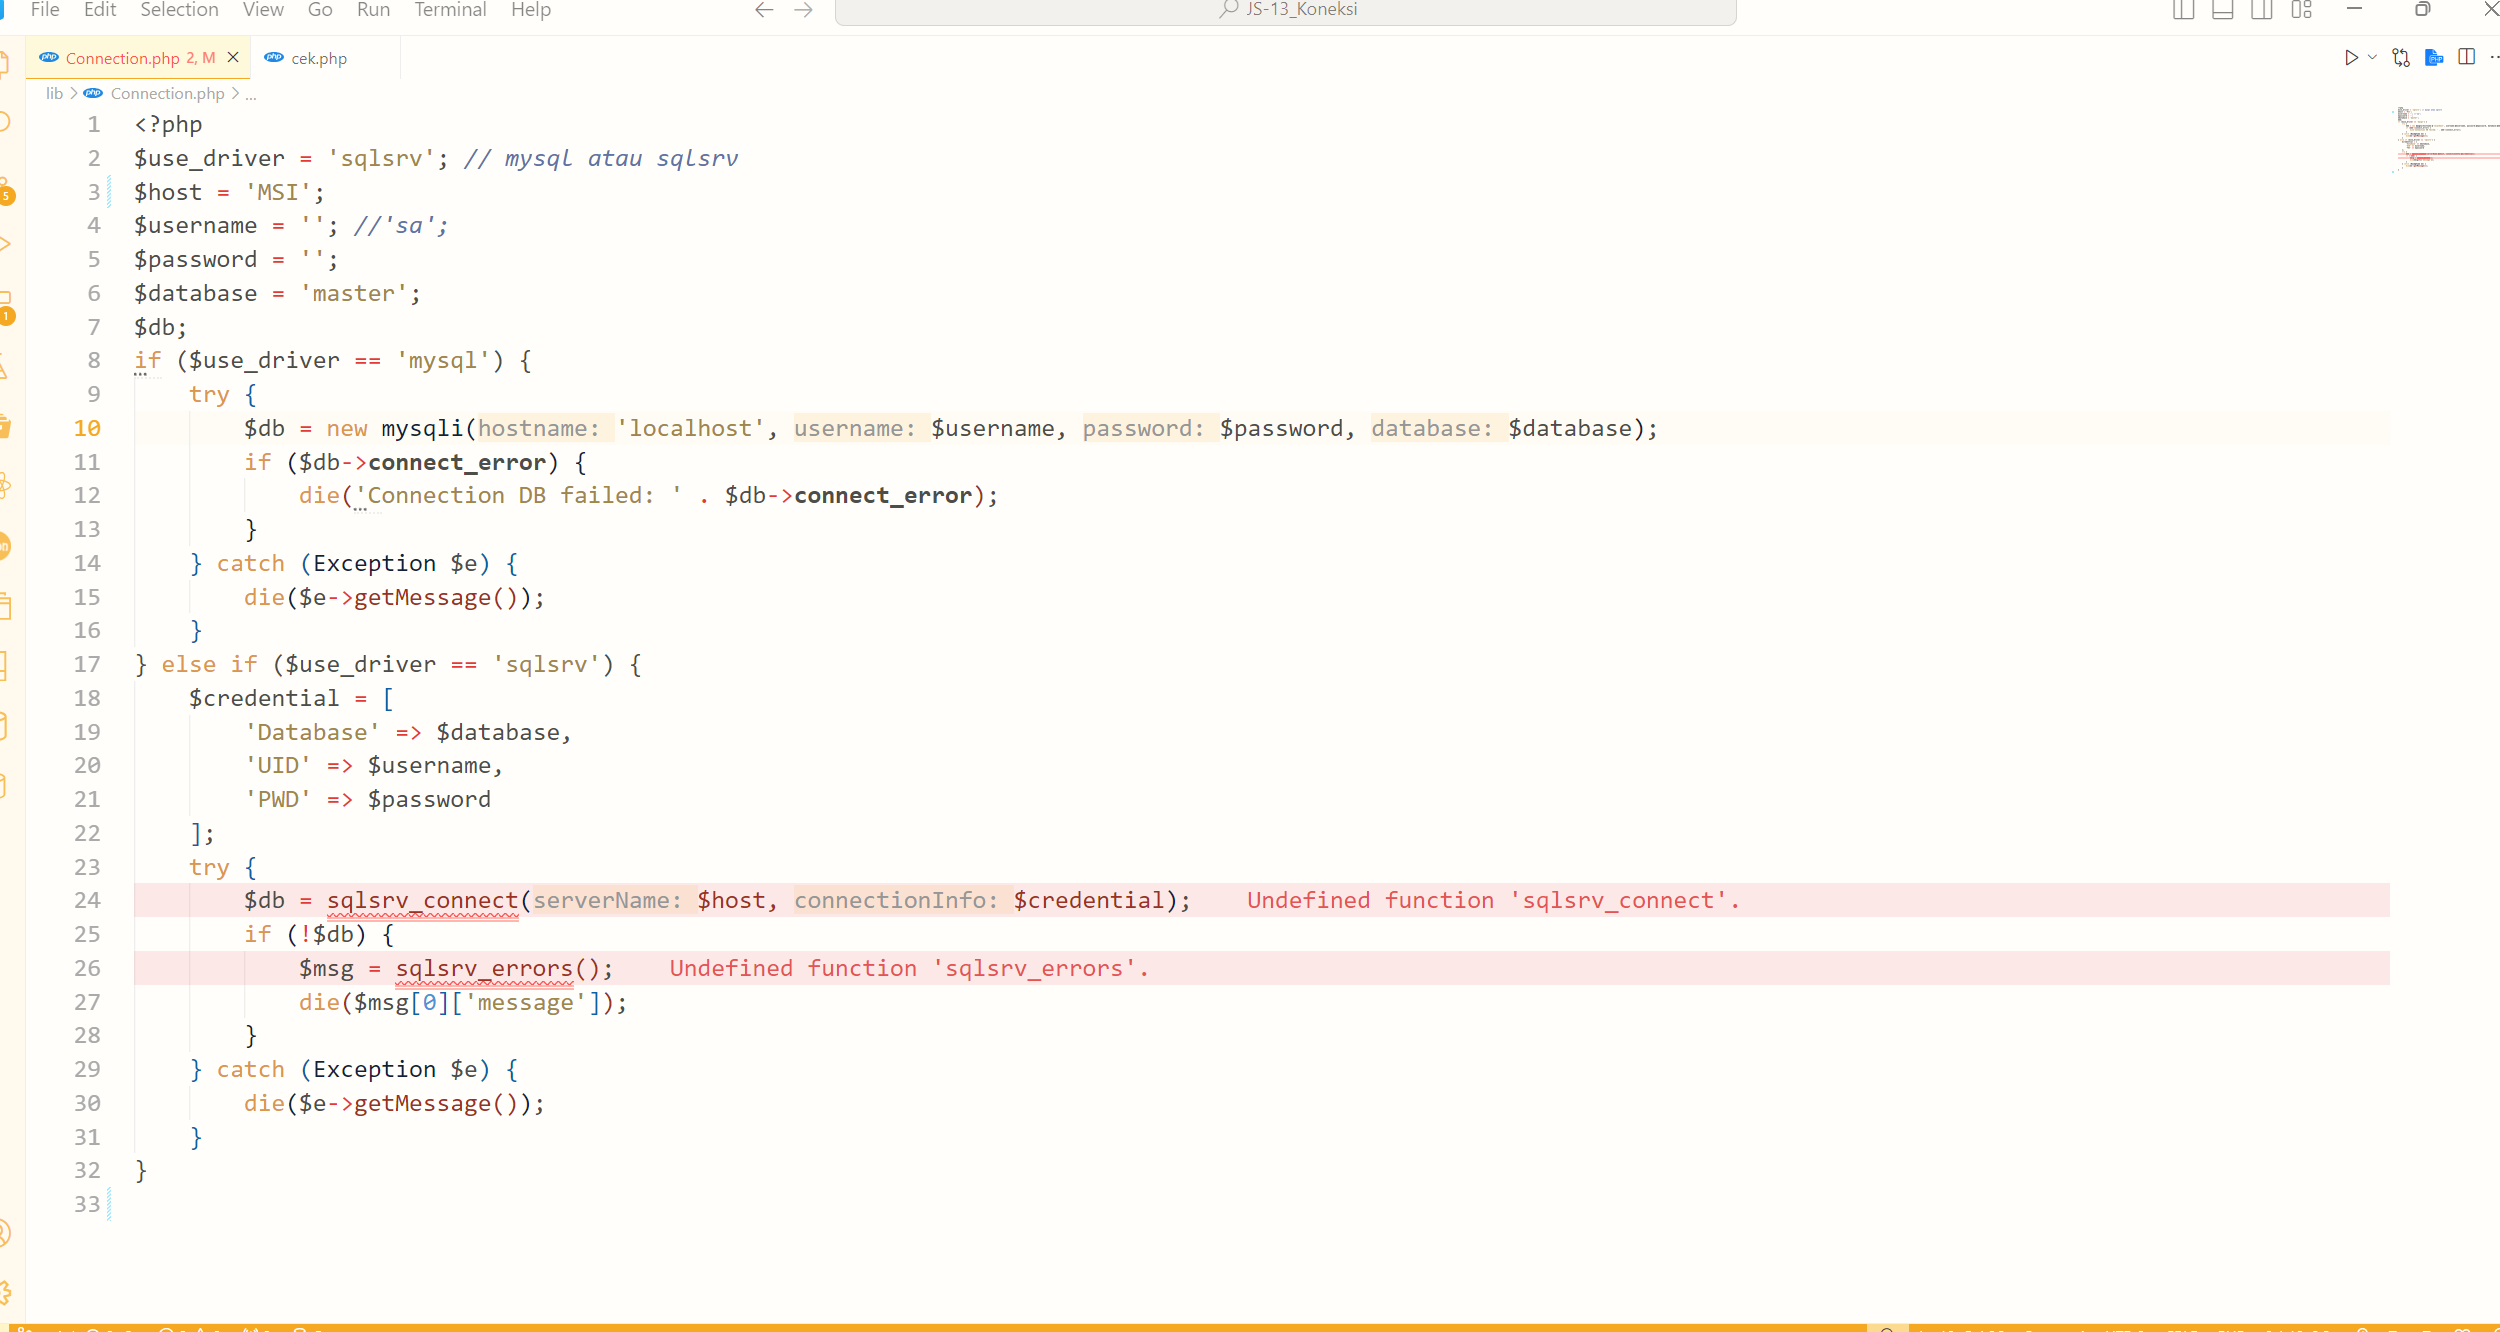 File Edit Selection View Go Run Terminal Help
JS-13_Koneksi
Connection.php 2, M
cek.php
lib > Connection.php > ...
1 <?php
2 $use_driver = 'sqlsrv'; // mysql atau sqlsrv
3 $host = 'MSI';
4 $username = ''; //'sa';
5 $password = '';
6 $database = 'master';
7 $db;
8 if ($use_driver == 'mysql') {
9 try {
10 $db = new mysqli(hostname: 'localhost', username: $username, password: $password, database: $database);
11 if ($db->connect_error) {
12 die('Connection DB failed: ' . $db->connect_error);
13 }
14 } catch (Exception $e) {
15 die($e->getMessage());
16 }
17 } else if ($use_driver == 'sqlsrv') {
18 $credential = [
19 'Database' => $database,
20 'UID' => $username,
21 'PWD' => $password
22 ];
23 try {
24 $db = sqlsrv_connect(serverName: $host, connectionInfo: $credential); Undefined function 'sqlsrv_connect'.
25 if (!$db) {
26 $msg = sqlsrv_errors(); Undefined function 'sqlsrv_errors'.
27 die($msg[0]['message']);
28 }
29 } catch (Exception $e) {
30 die($e->getMessage());
31 }
32 }
33
5
1